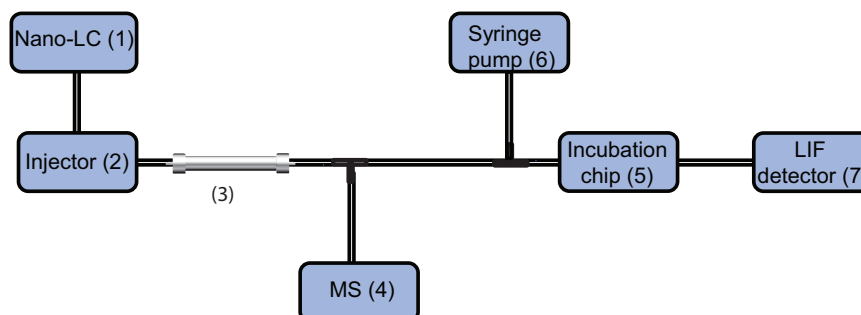 Nano-LC (1)
Syringe
pump (6)
Injector (2)
(3)
Incubation
chip (5)
LIF
detector (7
MS (4)